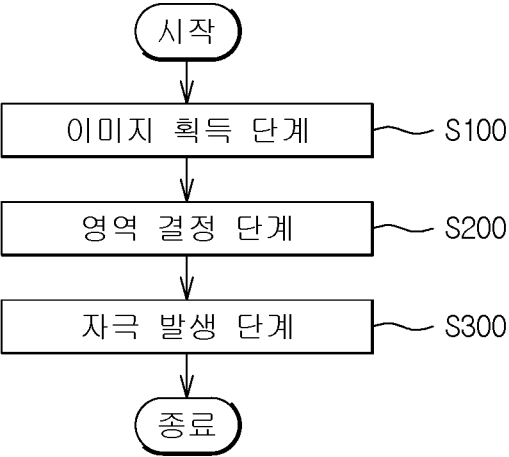 시작
이미지 획득 단계 S100
영역 결정 단계 S200
자극 발생 단계 S300
종료